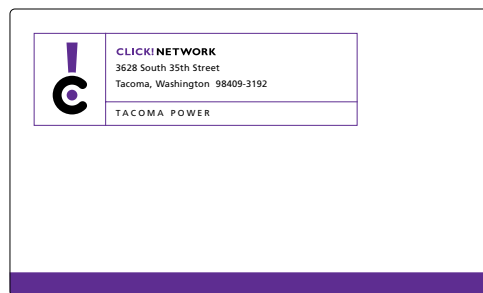 CLICK! NETWORK
3628 South 35th Street
Tacoma, Washington 98409-3192
TACOMA POWER